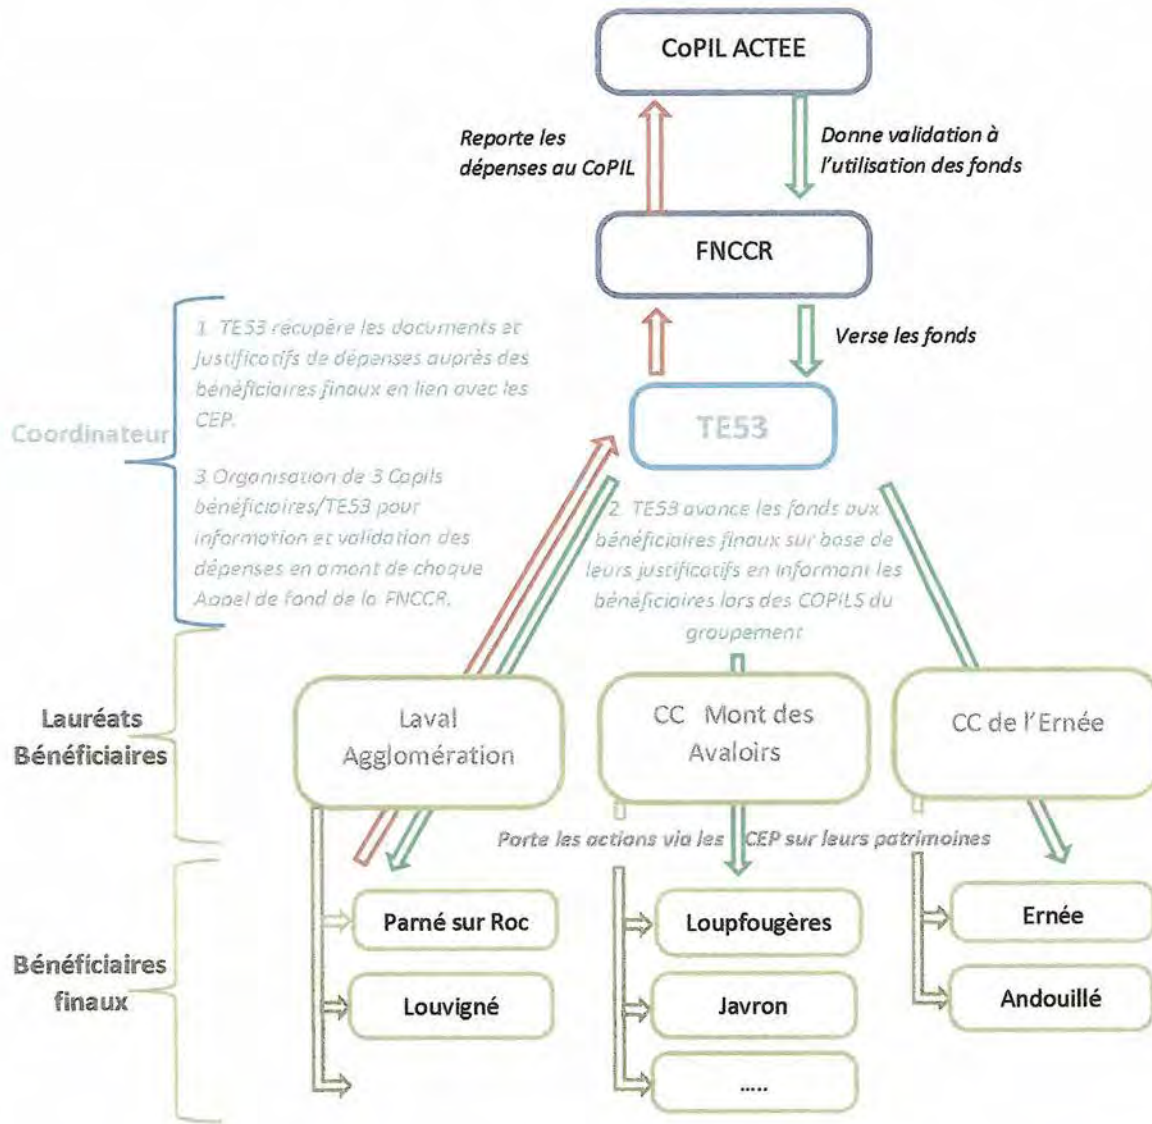 CoPIL ACTEE
Reporte les
dépenses au CoPIL
Donne validation à
l'utilisation des fonds
FNCCR
Verse les fonds
1. TE53 récupère les documents et
justificatifs de dépenses auprès des
bénéficiaires finaux en lien avec les
CEP.
Coordinateur
TE53
3. Organisation de 3 Copils
bénéficiaires/TE53 pour
information et validation des
dépenses en amont de chaque
Appel de fond de la FNCCR.
2. TE53 avance les fonds aux
bénéficiaires finaux sur base de
leurs justificatifs en informant les
bénéficiaires lors des COPILS du
groupement
Lauréats
Bénéficiaires
Laval
Agglomération
CC Mont des
Avaloirs
CC de l'Ernée
Porte les actions via les CEP sur leurs patrimoines
Bénéficiaires
finaux
Parné sur Roc
Loupfougères
Ernée
Louvigné
Javron
Andouillé
.....